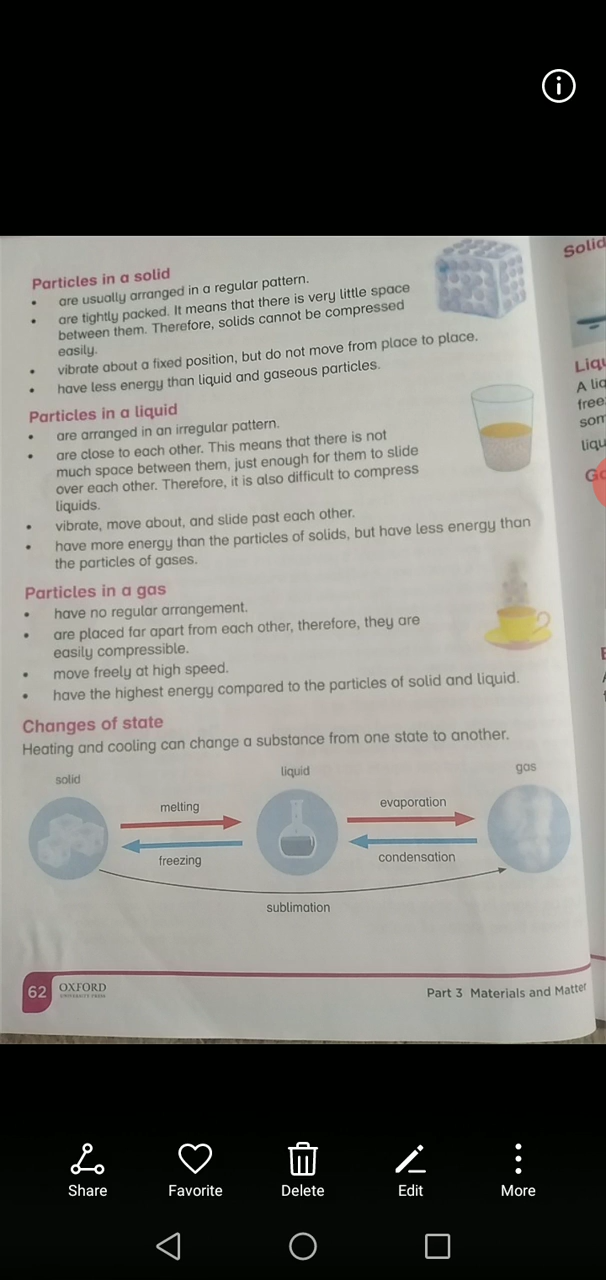 Particles in a solid
• are usually arranged in a regular pattern.
• are tightly packed. It means that there is very little space
between them. Therefore, solids cannot be compressed
easily.
• vibrate about a fixed position, but do not move from place to place.
• have less energy than liquid and gaseous particles.
Particles in a liquid
• are arranged in an irregular pattern.
• are close to each other. This means that there is not
much space between them, just enough for them to slide
over each other. Therefore, it is also difficult to compress
liquids.
• vibrate, move about, and slide past each other.
• have more energy than the particles of solids, but have less energy than
the particles of gases.
Particles in a gas
• have no regular arrangement.
• are placed far apart from each other, therefore, they are
easily compressible.
• move freely at high speed.
• have the highest energy compared to the particles of solid and liquid.
Changes of state
Heating and cooling can change a substance from one state to another.
solid
liquid
gas
melting
evaporation
freezing
condensation
sublimation
62 OXFORD
UNIVERSITY PRESS
Part 3 Materials and Matter
Solid
A liq
free
som
liqu
Share
Favorite
Delete
Edit
More